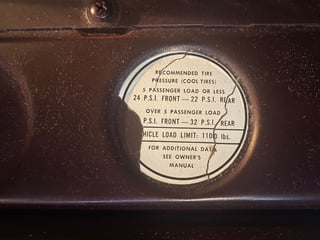 RECOMMENDED TIRE
PRESSURE (COOL TIRES)
5 PASSENGER LOAD OR LESS
24 P.S.I. FRONT — 22 P.S.I. REAR
OVER 5 PASSENGER LOAD
P.S.I. FRONT — 32 P.S.I. REAR
HICLE LOAD LIMIT: 1100 lbs.
FOR ADDITIONAL DATA
SEE OWNER'S
MANUAL